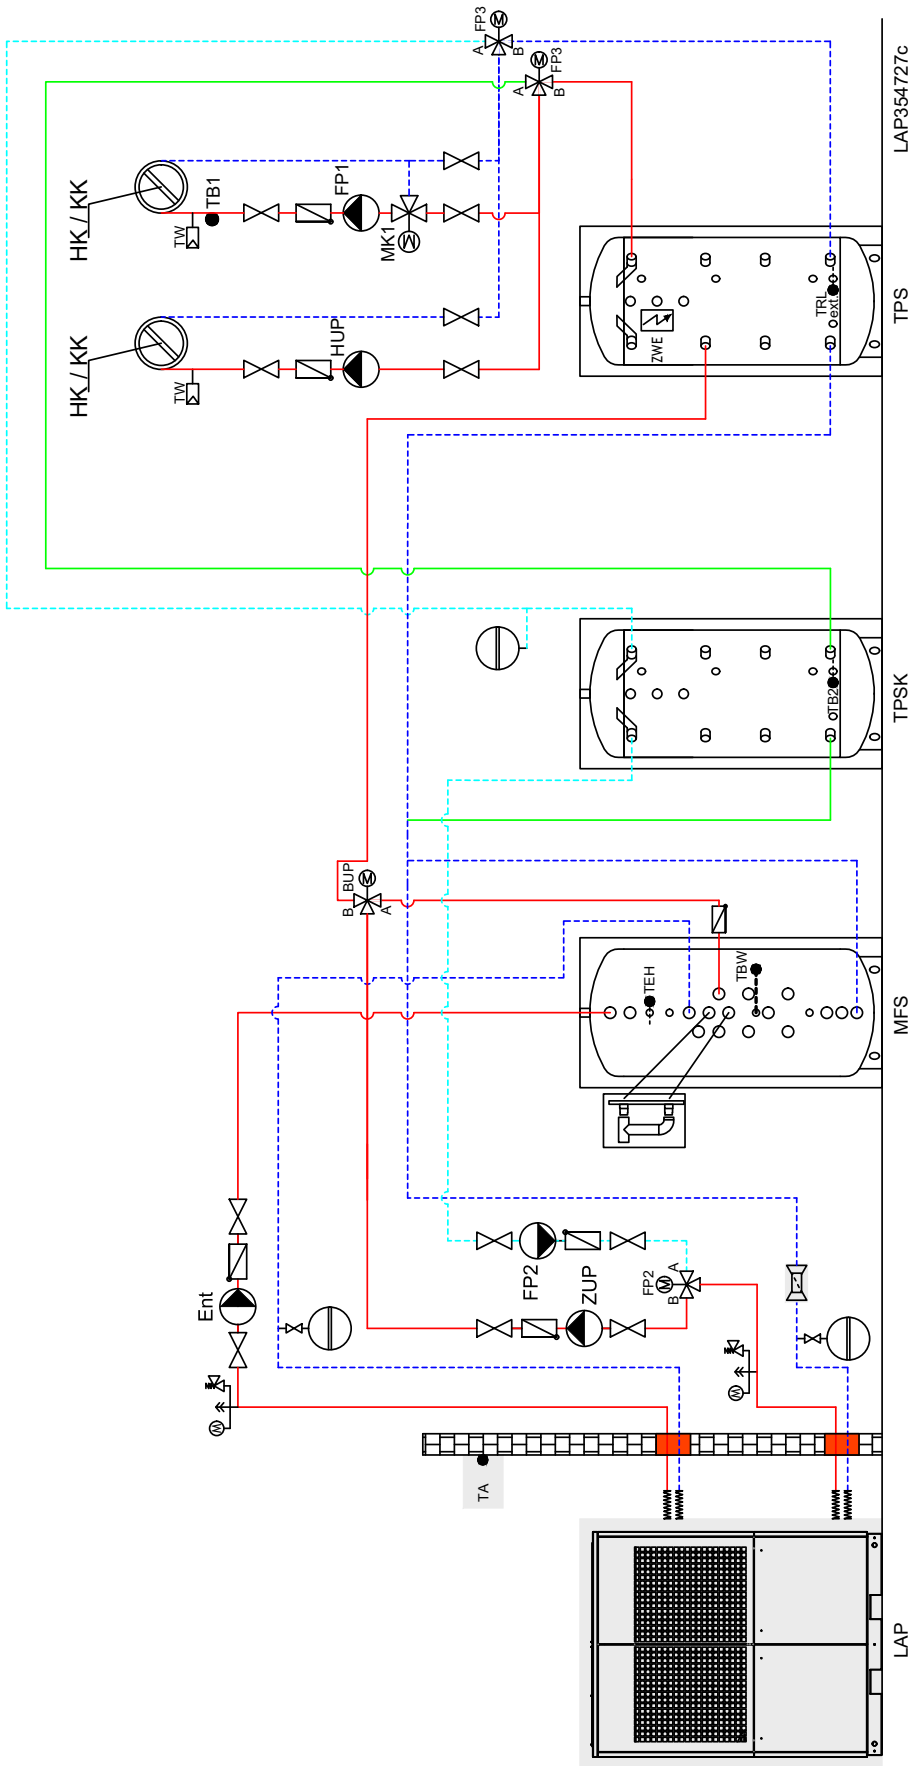 HK / KK
HK / KK
TW
TW
TB1
Ent
M
HUP
FP1
BUP
B
M
A
MK1
M
TA
FP3
A
M
B
FP2
FP3
A
M
B
ZUP
FP2
B
M
A
TEH
ZWE
M
TBW
TB2
TRL
ext.
LAP
MFS
TPSK
TPS
LAP354727c